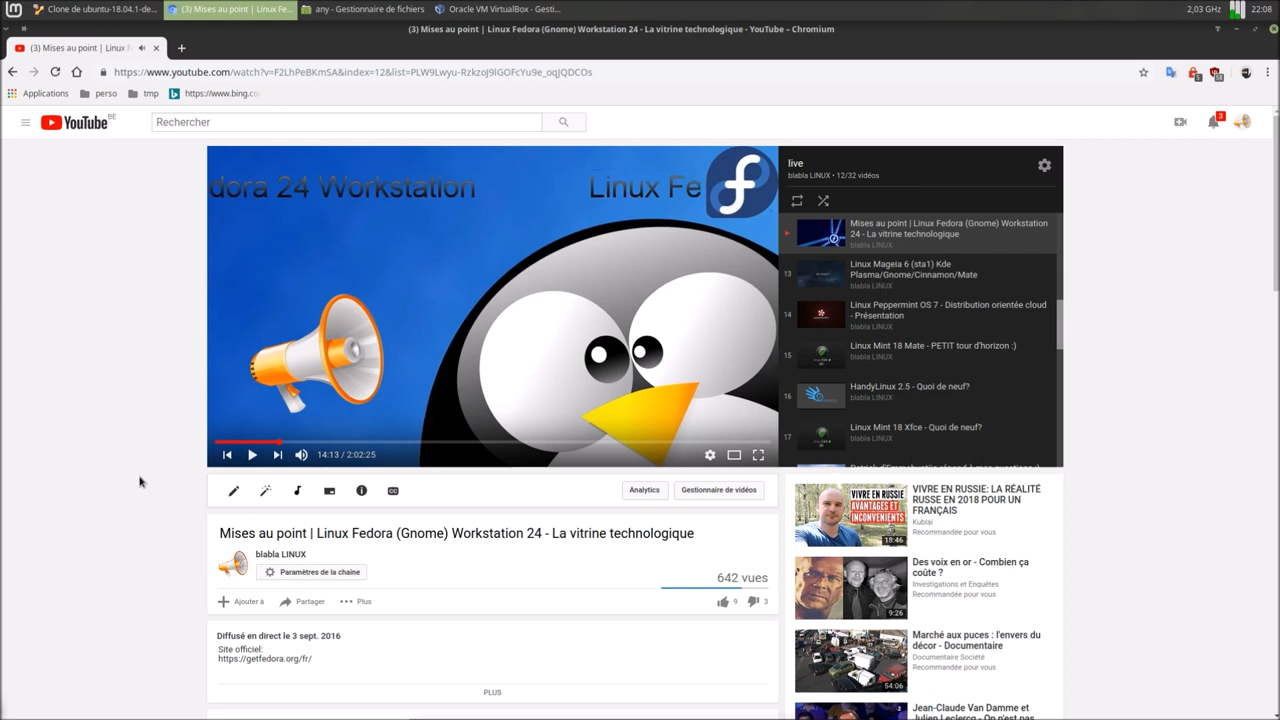 Clone de ubuntu-18.04.1-de...
(3) Mises au point | Linux Fe...
any - Gestionnaire de fichiers
Oracle VM VirtualBox - Gesti...
2,03 GHz
22:08
(3) Mises au point | Linux Fedora (Gnome) Workstation 24 - La vitrine technologique - YouTube – Chromium
(3) Mises au point | Linux F
https://www.youtube.com/watch?v=F2LhPeBKmSA&index=12&list=PLW9Lwyu-RzkzoJ9lGOFcYu9e_oqJQDCOs
Applications
perso
tmp
https://www.bing.co
YouTube BE
Rechercher
3
dora 24 Workstation
Linux Fe
live
blabla LINUX • 12/32 vidéos
Mises au point | Linux Fedora (Gnome) Workstation
24 - La vitrine technologique
blabla LINUX
13
Linux Mageia 6 (sta1) Kde
Plasma/Gnome/Cinnamon/Mate
blabla LINUX
14
Linux Peppermint OS 7 - Distribution orientée cloud
- Présentation
blabla LINUX
15
Linux Mint 18 Mate - PETIT tour d'horizon :)
blabla LINUX
16
HandyLinux 2.5 - Quoi de neuf?
blabla LINUX
17
Linux Mint 18 Xfce - Quoi de neuf?
blabla LINUX
14:13 / 2:02:25
Analytics
Gestionnaire de vidéos
Mises au point | Linux Fedora (Gnome) Workstation 24 - La vitrine technologique
blabla LINUX
Paramètres de la chaîne
642 vues
Ajouter à
Partager
Plus
9
3
Diffusé en direct le 3 sept. 2016
Site officiel:
https://getfedora.org/fr/
PLUS
VIVRE EN RUSSIE
AVANTAGES ET
INCONVENIENTS
18:46
VIVRE EN RUSSIE: LA RÉALITÉ
RUSSE EN 2018 POUR UN
FRANÇAIS
Kublai
Recommandée pour vous
9:26
Des voix en or - Combien ça
coûte ?
Investigations et Enquêtes
Recommandée pour vous
54:06
Marché aux puces : l'envers du
décor - Documentaire
Documentaire Société
Recommandée pour vous
Jean-Claude Van Damme et
Julien Leclercq - On n'est pas